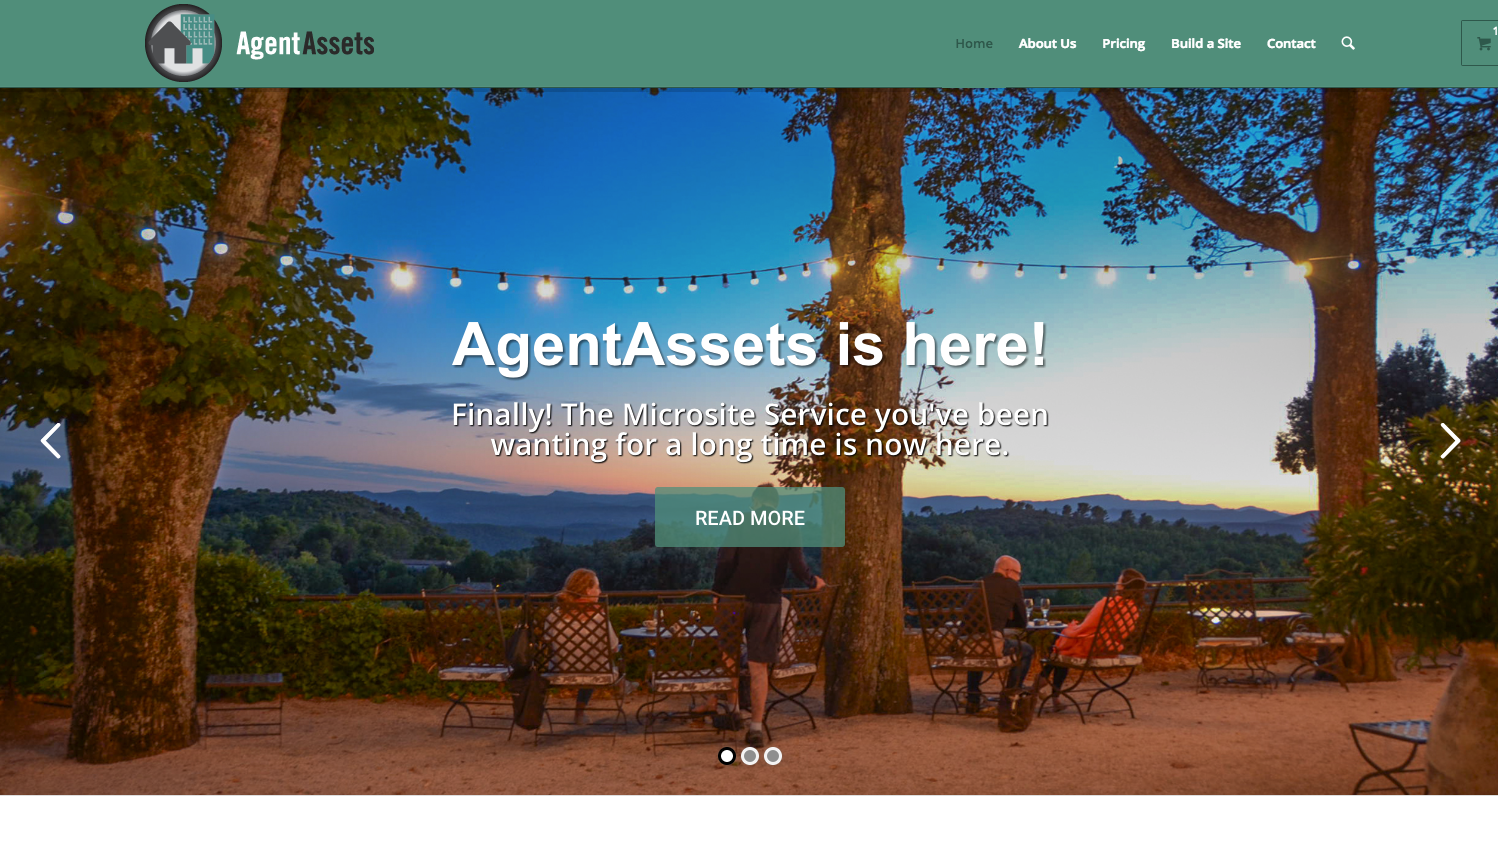 AgentAssets
Home About Us Pricing Build a Site Contact
1
AgentAssets is here!
Finally! The Microsite Service you've been
wanting for a long time is now here.
READ MORE